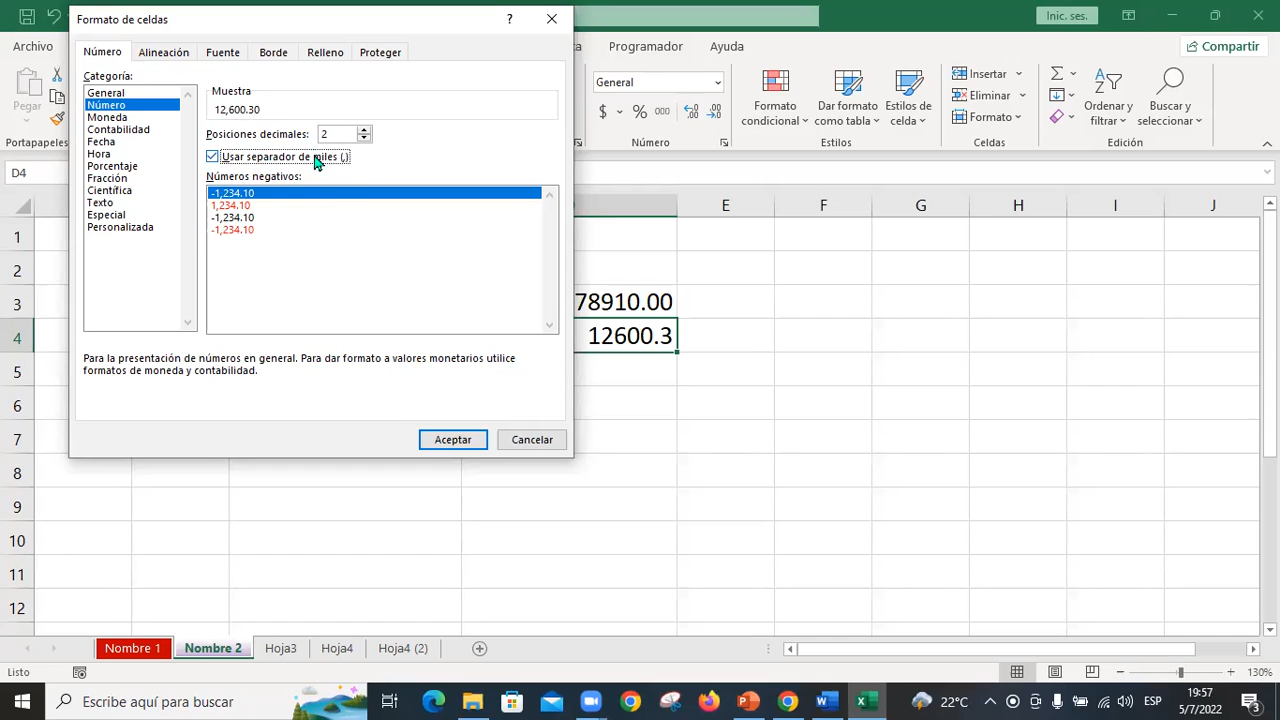 Formato de celdas
?
Inic. ses.
Archivo
Programador
Ayuda
Compartir
Número
Alineación
Fuente
Borde
Relleno
Proteger
Categoría:
General
Número
Moneda
Contabilidad
Fecha
Hora
Porcentaje
Fracción
Científica
Texto
Especial
Personalizada
Muestra
12,600.30
Posiciones decimales:
2
Usar separador de miles (,)
Números negativos:
-1,234.10
1,234.10
-1,234.10
-1,234.10
Para la presentación de números en general. Para dar formato a valores monetarios utilice
formatos de moneda y contabilidad.
Aceptar
Cancelar
Pegar
Portapapeles
General
$
%
000
Número
Formato
condicional
Dar formato
como tabla
Estilos de
celda
Estilos
Insertar
Eliminar
Formato
Celdas
Ordenar y
filtrar
Buscar y
seleccionar
Edición
D4
E
F
G
H
I
J
1
2
3
78910.00
4
12600.3
5
6
7
8
9
10
11
12
Nombre 1
Nombre 2
Hoja3
Hoja4
Hoja4 (2)
Listo
130%
Escribe aquí para buscar
22°C
ESP
19:57
5/7/2022
3